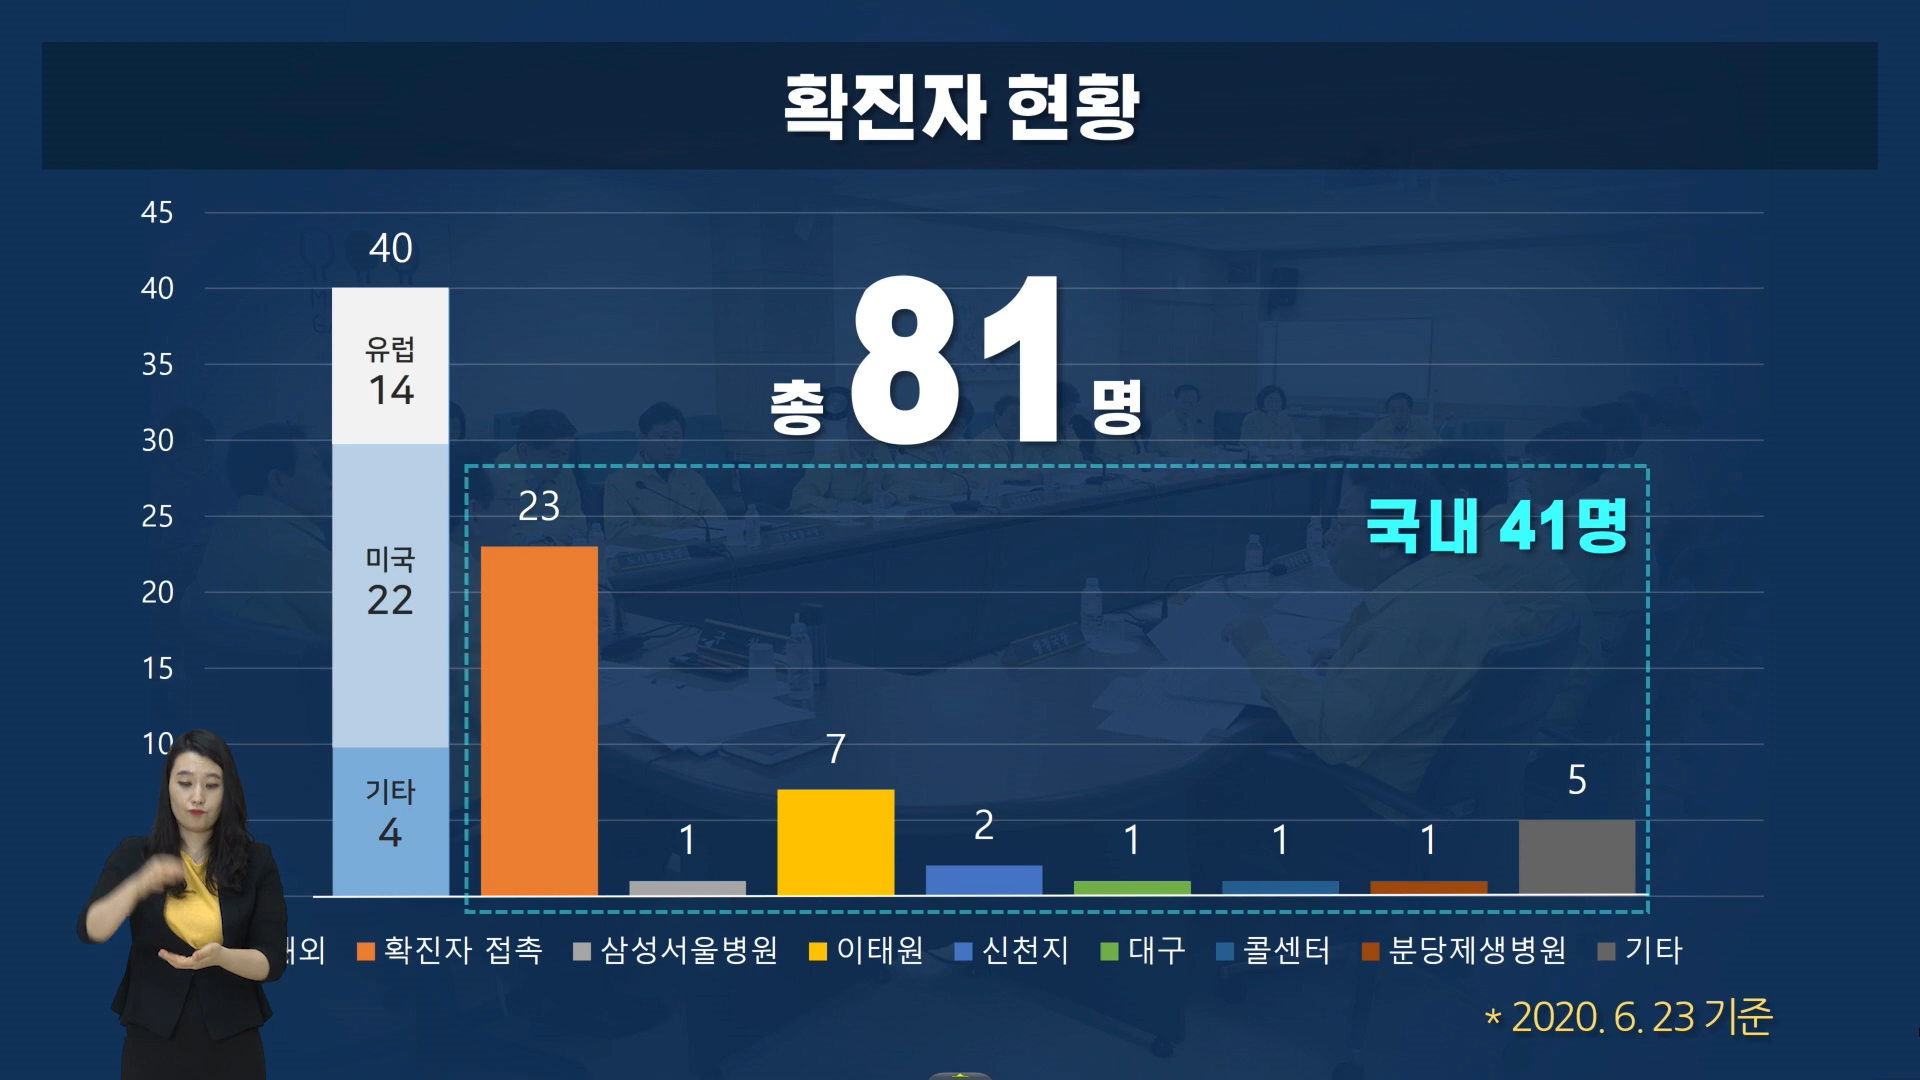 확진자 현황
총 81 명
국내 41명
45
40
35
30
25
20
15
10
40
유럽
14
미국
22
기타
4
23
1
7
2
1
1
1
5
외
확진자 접촉
삼성서울병원
이태원
신천지
대구
콜센터
분당제생병원
기타
* 2020. 6. 23 기준